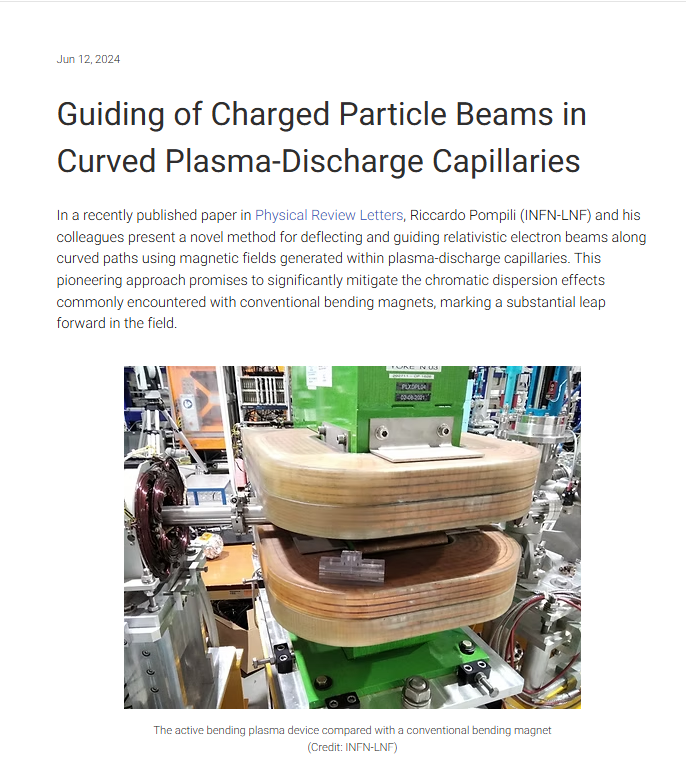 Jun 12, 2024
Guiding of Charged Particle Beams in
Curved Plasma-Discharge Capillaries
In a recently published paper in Physical Review Letters, Riccardo Pompili (INFN-LNF) and his
colleagues present a novel method for deflecting and guiding relativistic electron beams along
curved paths using magnetic fields generated within plasma-discharge capillaries. This
pioneering approach promises to significantly mitigate the chromatic dispersion effects
commonly encountered with conventional bending magnets, marking a substantial leap
forward in the field.
YOKE N.03
PLXDPL04
02-08-2021
The active bending plasma device compared with a conventional bending magnet
(Credit: INFN-LNF)